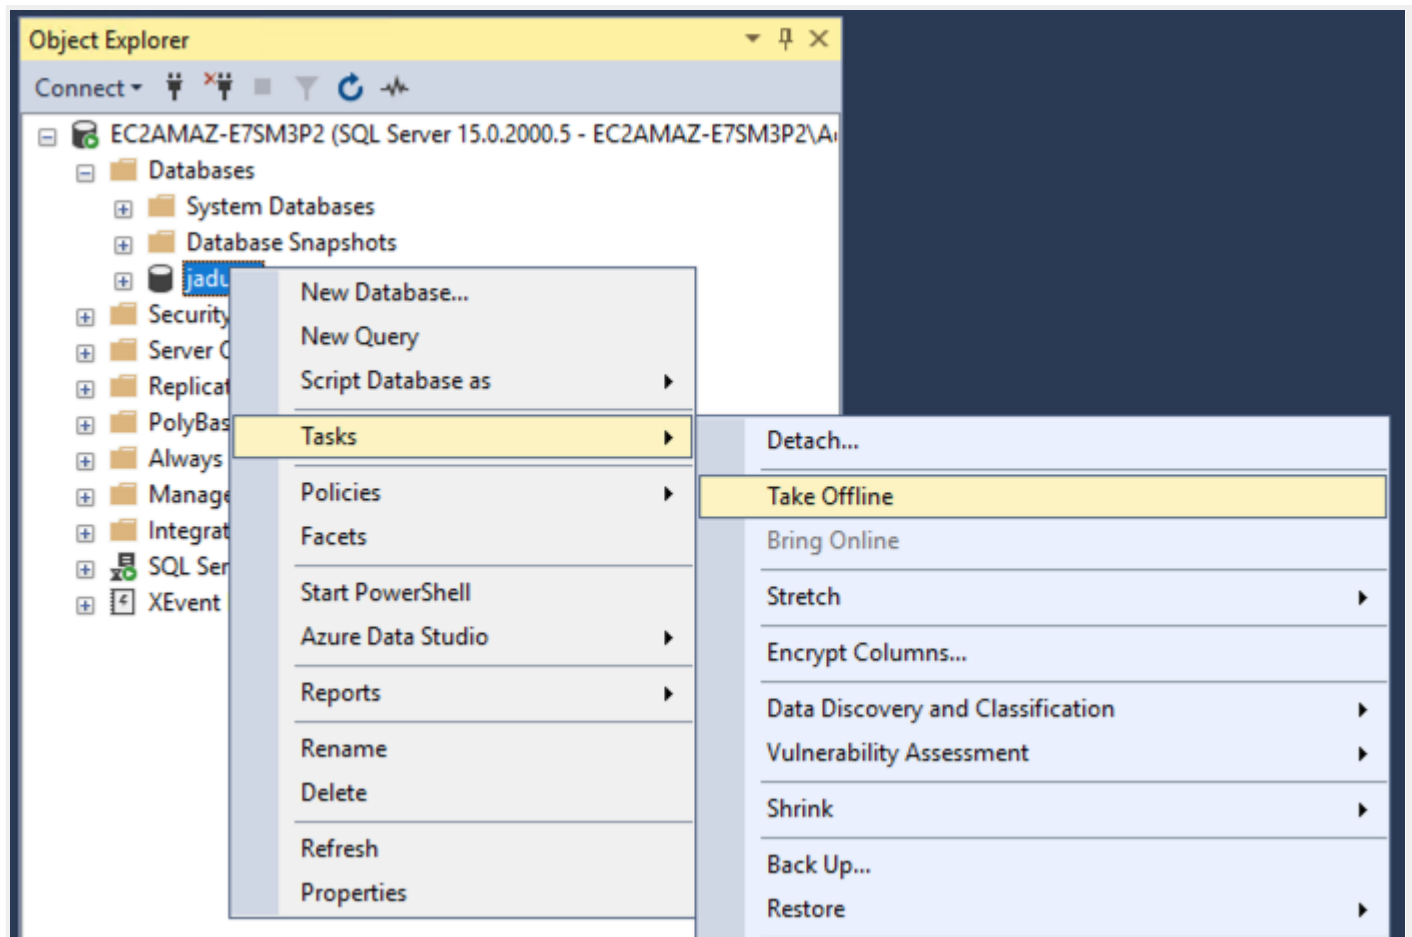 Object Explorer
Connect
EC2AMAZ-E7SM3P2 (SQL Server 15.0.2000.5 - EC2AMAZ-E7SM3P2\A
Databases
System Databases
Database Snapshots
jadu
Security
Server
Replicat
PolyBas
Always
Manage
Integrat
SQL Ser
XEvent
New Database...
New Query
Script Database as
Tasks
Policies
Facets
Start PowerShell
Azure Data Studio
Reports
Rename
Delete
Refresh
Properties
Detach...
Take Offline
Bring Online
Stretch
Encrypt Columns...
Data Discovery and Classification
Vulnerability Assessment
Shrink
Back Up...
Restore